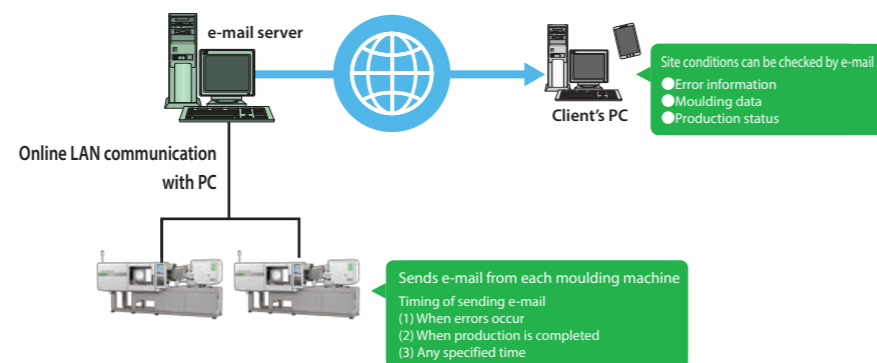 e-mail server
Site conditions can be checked by e-mail
●Error information
●Moulding data
●Production status
Client's PC
Online LAN communication
with PC
Sends e-mail from each moulding machine
Timing of sending e-mail
(1) When errors occur
(2) When production is completed
(3) Any specified time